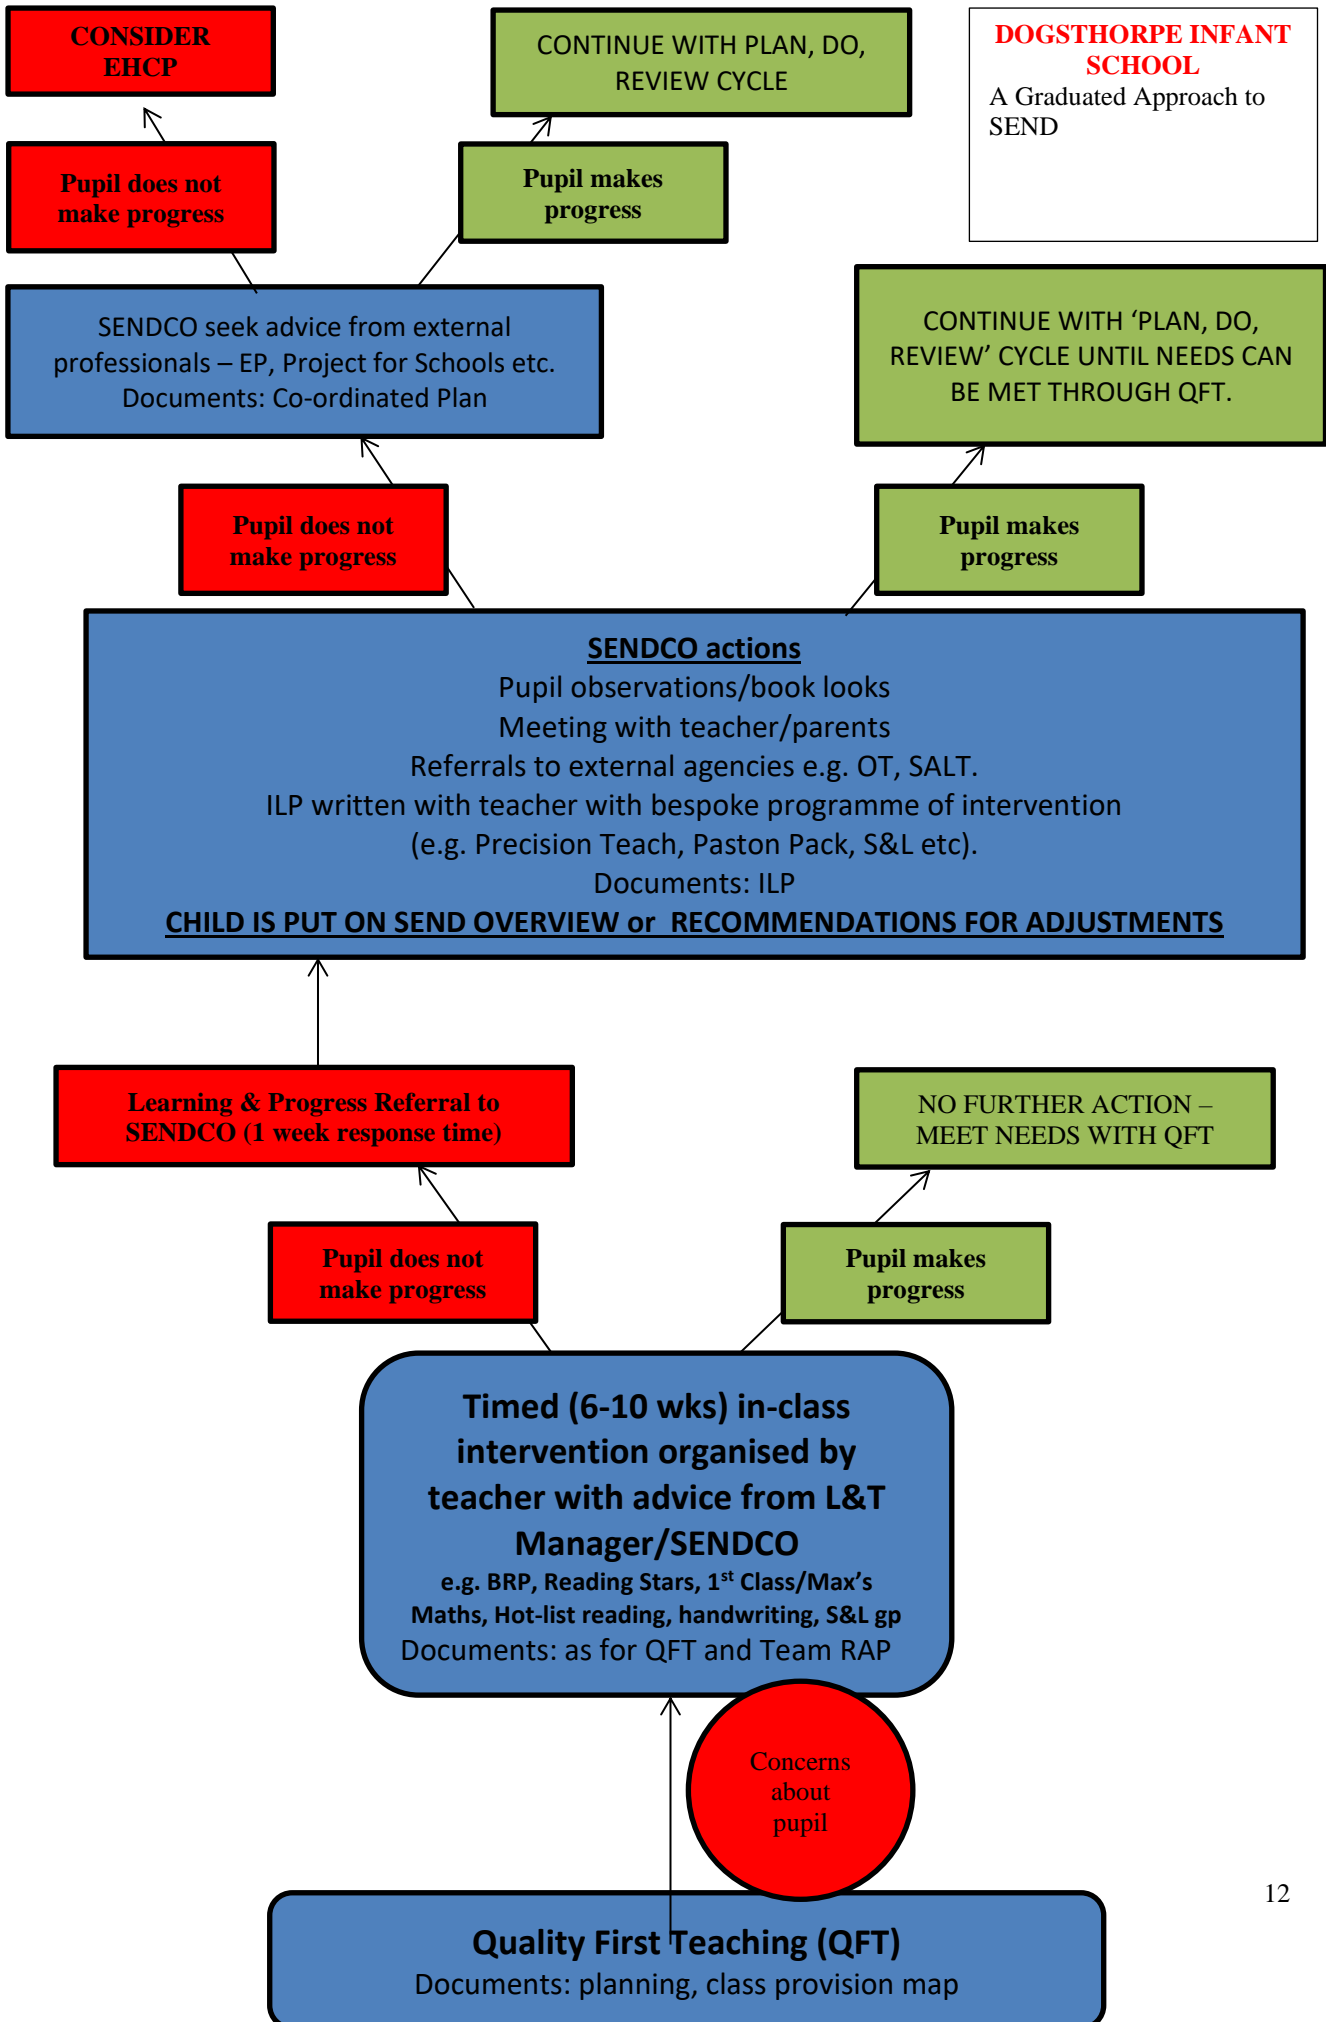 CONSIDER
EHCP
CONTINUE WITH PLAN, DO,
REVIEW CYCLE
DOGSTHORPE INFANT
SCHOOL
A Graduated Approach to
SEND
Pupil does not
make progress
Pupil makes
progress
SENDCO seek advice from external
professionals – EP, Project for Schools etc.
Documents: Co-ordinated Plan
CONTINUE WITH ‘PLAN, DO,
REVIEW’ CYCLE UNTIL NEEDS CAN
BE MET THROUGH QFT.
Pupil does not
make progress
Pupil makes
progress
SENDCO actions
Pupil observations/book looks
Meeting with teacher/parents
Referrals to external agencies e.g. OT, SALT.
ILP written with teacher with bespoke programme of intervention
(e.g. Precision Teach, Paston Pack, S&L etc).
Documents: ILP
CHILD IS PUT ON SEND OVERVIEW or RECOMMENDATIONS FOR ADJUSTMENTS
Learning & Progress Referral to
SENDCO (1 week response time)
NO FURTHER ACTION –
MEET NEEDS WITH QFT
Pupil does not
make progress
Pupil makes
progress
Timed (6-10 wks) in-class
intervention organised by
teacher with advice from L&T
Manager/SENDCO
e.g. BRP, Reading Stars, 1st Class/Max’s
Maths, Hot-list reading, handwriting, S&L gp
Documents: as for QFT and Team RAP
Concerns
about
pupil
12
Quality First Teaching (QFT)
Documents: planning, class provision map